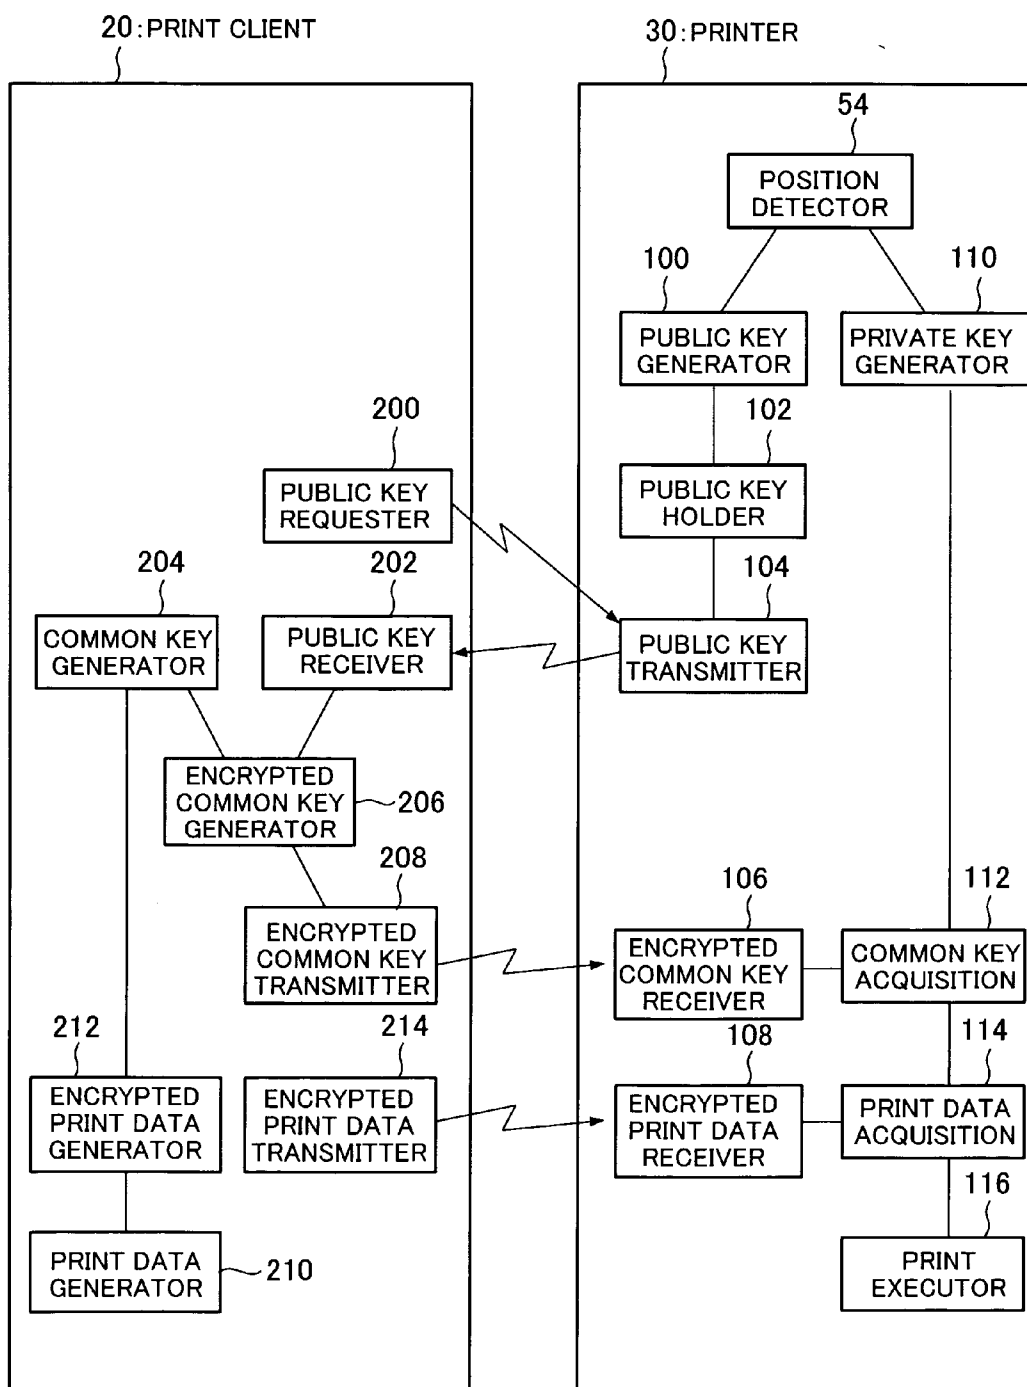 20:PRINT CLIENT
30:PRINTER
54
POSITION
DETECTOR
100
110
PUBLIC KEY
GENERATOR
PRIVATE KEY
GENERATOR
200
102
PUBLIC KEY
REQUESTER
PUBLIC KEY
HOLDER
204
202
104
COMMON KEY
GENERATOR
PUBLIC KEY
RECEIVER
PUBLIC KEY
TRANSMITTER
ENCRYPTED
COMMON KEY
GENERATOR
206
208
106
112
ENCRYPTED
COMMON KEY
TRANSMITTER
ENCRYPTED
COMMON KEY
RECEIVER
COMMON KEY
ACQUISITION
212
214
108
114
ENCRYPTED
PRINT DATA
GENERATOR
ENCRYPTED
PRINT DATA
TRANSMITTER
ENCRYPTED
PRINT DATA
RECEIVER
PRINT DATA
ACQUISITION
116
PRINT DATA
GENERATOR
210
PRINT
EXECUTOR